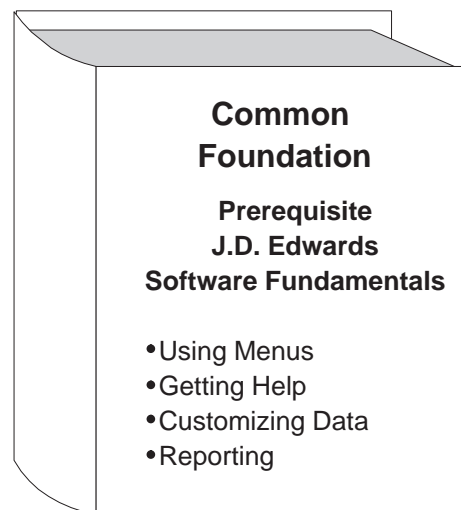 Common
Foundation
Prerequisite
J.D. Edwards
Software Fundamentals
•Using Menus
•Getting Help
•Customizing Data
•Reporting